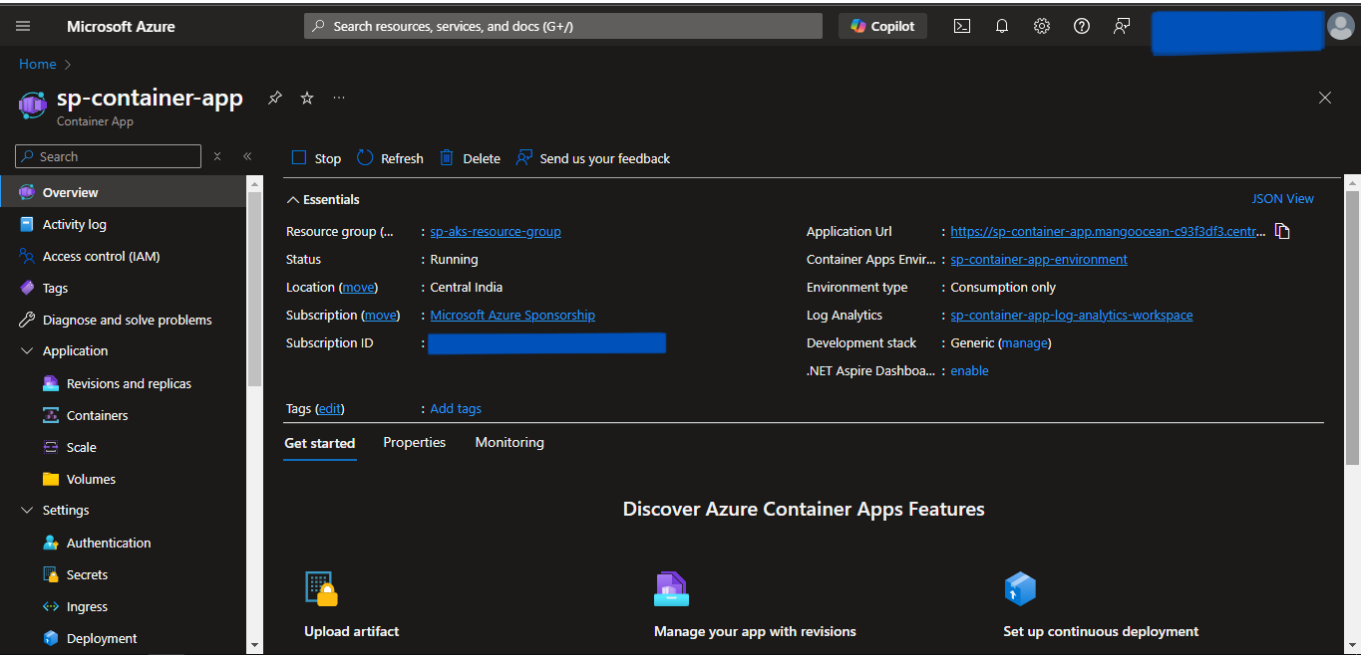 Microsoft Azure
Search resources, services, and docs (G+/)
Copilot
Home >
sp-container-app
Container App
Search
Stop Refresh Delete Send us your feedback
Overview
Activity log
Access control (IAM)
Tags
Diagnose and solve problems
Application
Revisions and replicas
Containers
Scale
Volumes
Settings
Authentication
Secrets
Ingress
Deployment
Essentials
JSON View
Resource group (... : sp-aks-resource-group
Status : Running
Location (move) : Central India
Subscription (move) : Microsoft Azure Sponsorship
Subscription ID :
Tags (edit) : Add tags
Application Url : https://sp-container-app.mangoocean-c93f3df3.centr...
Container Apps Envir... : sp-container-app-environment
Environment type : Consumption only
Log Analytics : sp-container-app-log-analytics-workspace
Development stack : Generic (manage)
.NET Aspire Dashboa... : enable
Get started Properties Monitoring
Discover Azure Container Apps Features
Upload artifact
Manage your app with revisions
Set up continuous deployment